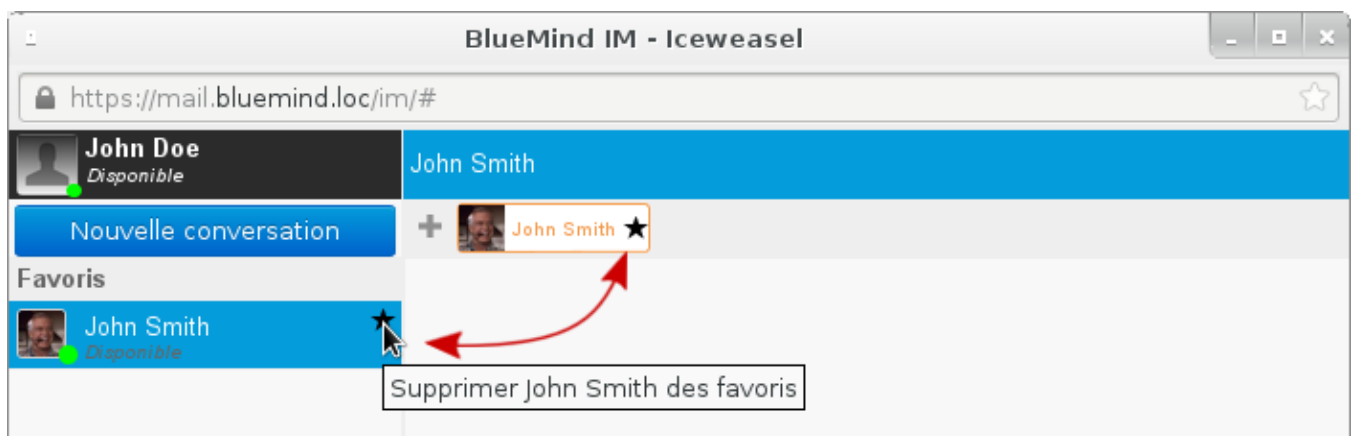 BlueMind IM - Iceweasel
https://mail.bluemind.loc/im/#
John Doe
Disponible
John Smith
Nouvelle conversation
John Smith
Favoris
John Smith
Disponible
Supprimer John Smith des favoris